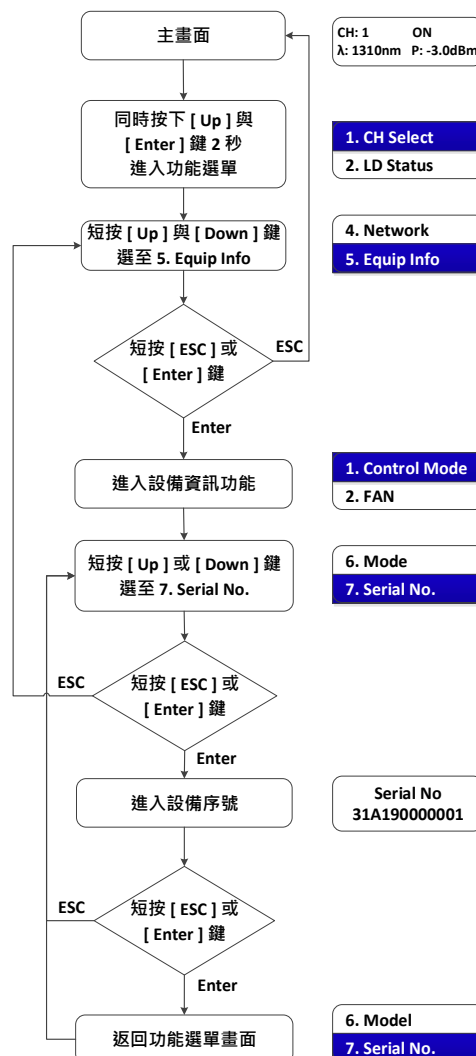 主畫面
CH: 1 ON
λ: 1310nm P: -3.0dBm
同時按下 [ Up ] 與
[ Enter ] 鍵 2 秒
進入功能選單
1. CH Select
2. LD Status
短按 [ Up ] 與 [ Down ] 鍵
選至 5. Equip Info
4. Network
5. Equip Info
短按 [ ESC ] 或
[ Enter ] 鍵
ESC
Enter
進入設備資訊功能
1. Control Mode
2. FAN
短按 [ Up ] 或 [ Down ] 鍵
選至 7. Serial No.
6. Mode
7. Serial No.
ESC
短按 [ ESC ] 或
[ Enter ] 鍵
Enter
進入設備序號
Serial No
31A190000001
ESC
短按 [ ESC ] 或
[ Enter ] 鍵
Enter
返回功能選單畫面
6. Model
7. Serial No.